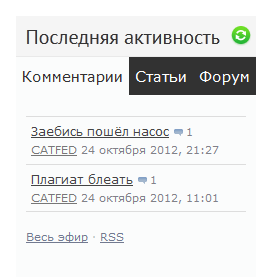 Последняя активность
Комментарии Статьи Форум
Заебись пошёл насос 1
CATFED 24 октября 2012, 21:27
Плагиат блеать 1
CATFED 24 октября 2012, 11:01
Весь эфир · RSS